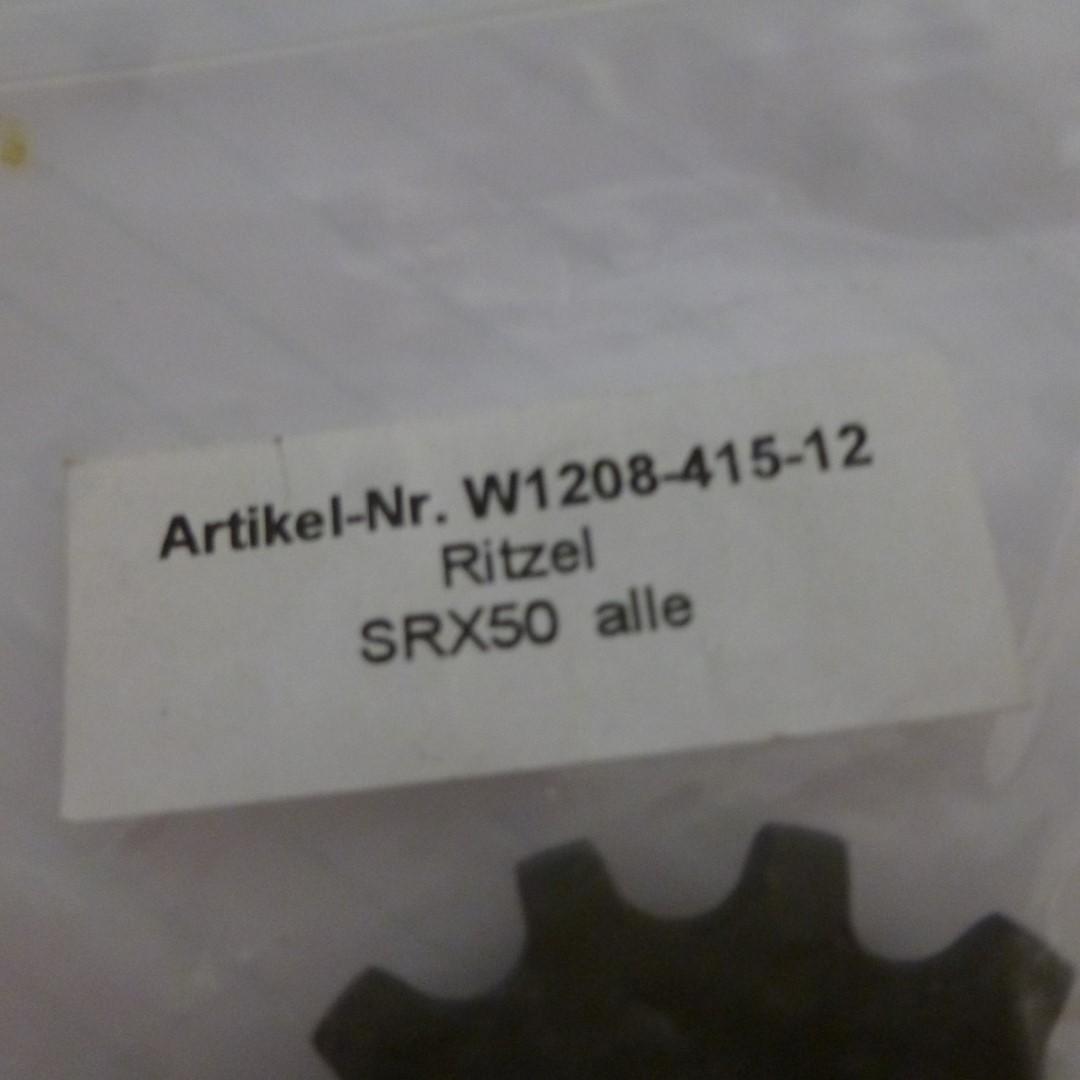 Artikel-Nr. W1208-415-12
Ritzel
SRX50 alle